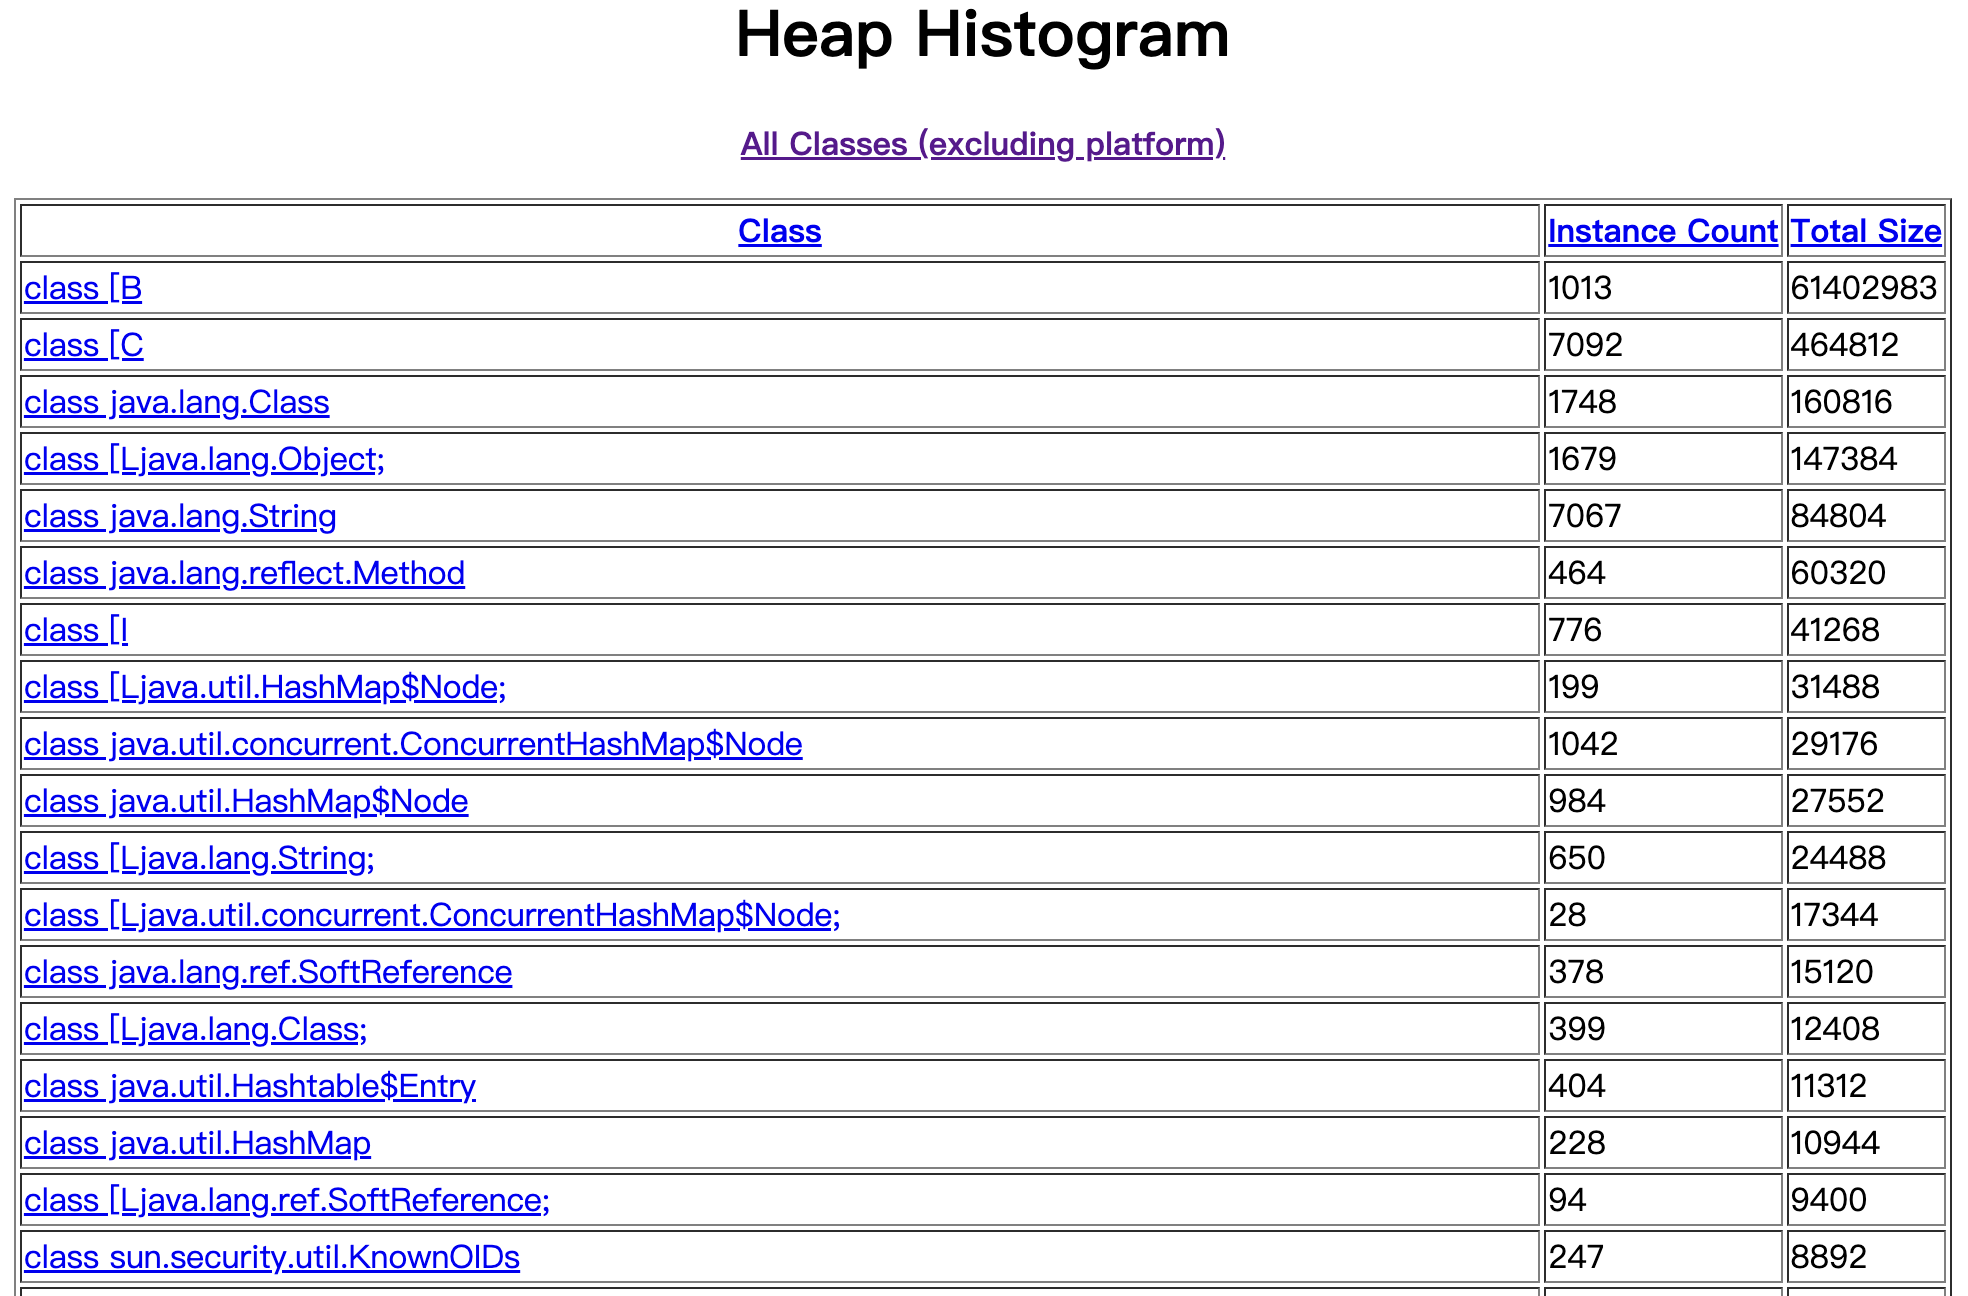 Heap Histogram
All Classes (excluding platform)
Class Instance Count Total Size
class [B 1013 61402983
class [C 7092 464812
class java.lang.Class 1748 160816
class [Ljava.lang.Object; 1679 147384
class java.lang.String 7067 84804
class java.lang.reflect.Method 464 60320
class [I 776 41268
class [Ljava.util.HashMap$Node; 199 31488
class java.util.concurrent.ConcurrentHashMap$Node 1042 29176
class java.util.HashMap$Node 984 27552
class [Ljava.lang.String; 650 24488
class [Ljava.util.concurrent.ConcurrentHashMap$Node; 28 17344
class java.lang.ref.SoftReference 378 15120
class [Ljava.lang.Class; 399 12408
class java.util.Hashtable$Entry 404 11312
class java.util.HashMap 228 10944
class [Ljava.lang.ref.SoftReference; 94 9400
class sun.security.util.KnownOIDs 247 8892